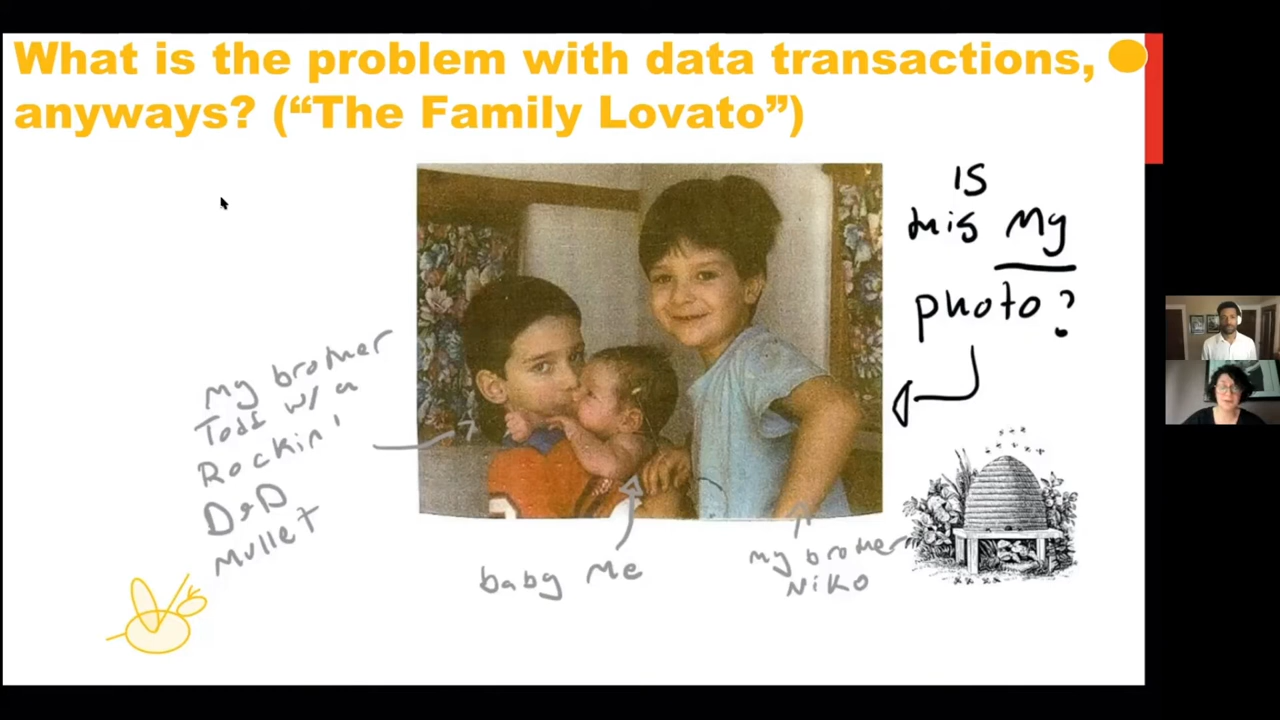 What is the problem with data transactions,
anyways? (“The Family Lovato”)
is
this My
photo?
my brother
Todd w/ a
Rockin'
D&D
Mullet
baby Me
my brother
Niko